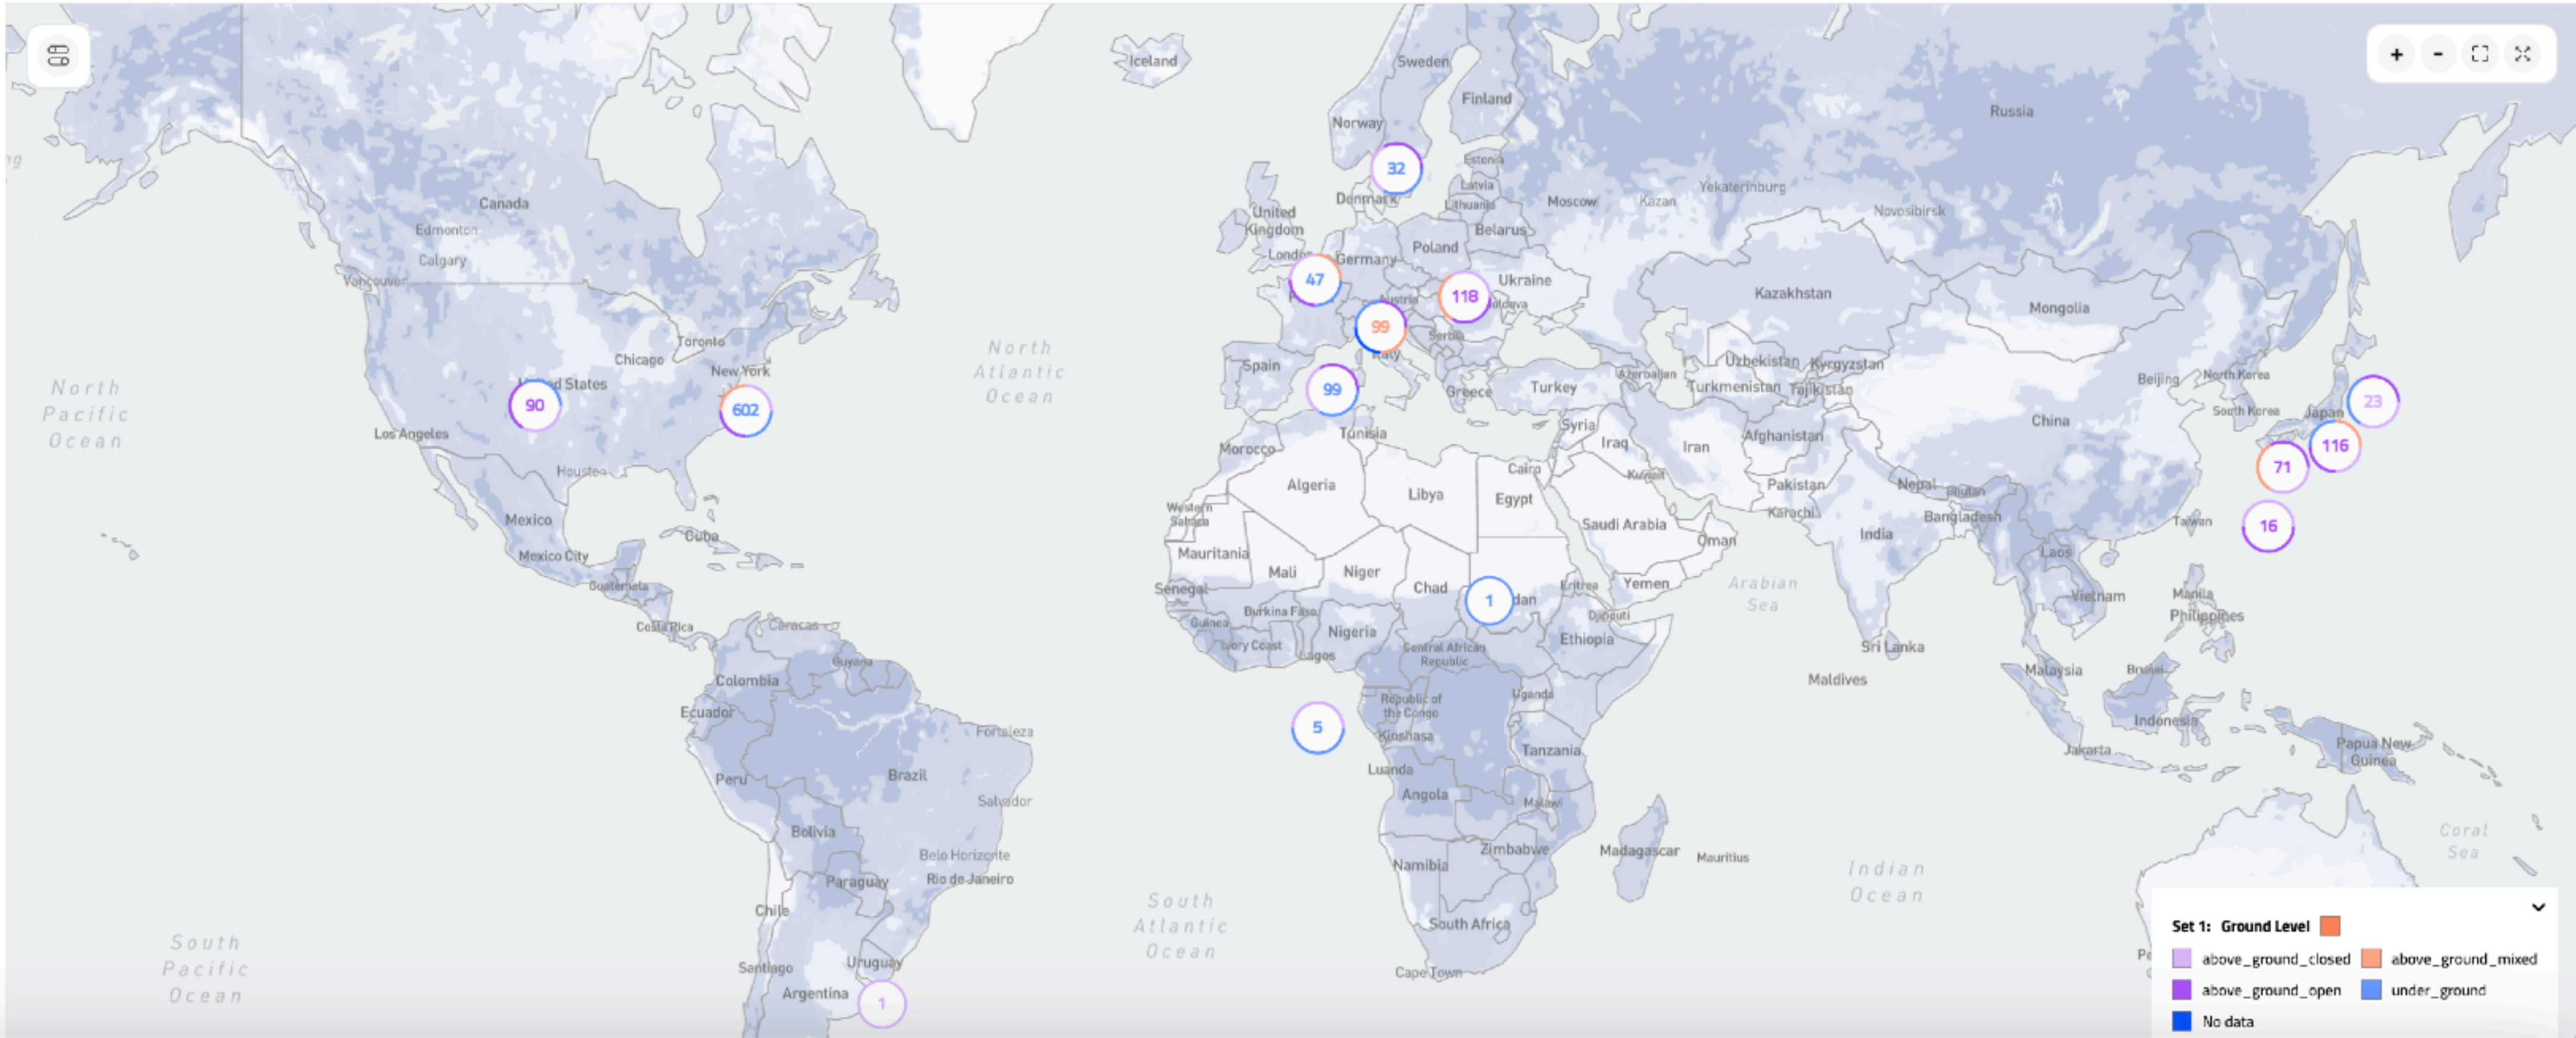 Iceland
Sweden
Finland
Norway
Russia
Estonia
Latvia
Lithuania
Denmark
Moscow
Kazan
Yekaterinburg
Novosibirsk
32
United
Kingdom
Belarus
Poland
Germany
47
118
Ukraine
Austria
99
Serbia
Italy
Canada
Edmonton
Calgary
Vancouver
Toronto
Chicago
New York
90
602
Los Angeles
Houston
North
Pacific
Ocean
North
Atlantic
Ocean
Spain
99
Greece
Turkey
Azerbaijan
Kazakhstan
Mongolia
Uzbekistan
Kyrgyzstan
Turkmenistan
Tajikistan
Beijing
North Korea
South Korea
Japan
23
116
71
16
China
Tunisia
Morocco
Syria
Iraq
Iran
Afghanistan
Kuwait
Cairo
Algeria
Libya
Egypt
Pakistan
Karachi
Nepal
Bhutan
Bangladesh
India
Taiwan
Western
Sahara
Saudi Arabia
Oman
Mexico
Mexico City
Cuba
Guatemala
Costa Rica
Caracas
Guyana
Mauritania
Mali
Niger
Chad
1
dan
Eritrea
Yemen
Arabian
Sea
Laos
Vietnam
Manila
Philippines
Senegal
Burkina Faso
Guinea
Ivory Coast
Nigeria
Lagos
Djibouti
Ethiopia
Central African
Republic
Sri Lanka
Maldives
Malaysia
Brunei
Colombia
Ecuador
Republic of
the Congo
Uganda
5
Kinshasa
Tanzania
Indonesia
Jakarta
Papua New
Guinea
Fortaleza
Peru
Brazil
Salvador
Luanda
Angola
Malawi
Bolivia
Belo Horizonte
Rio de Janeiro
Paraguay
Zimbabwe
Namibia
Madagascar
Mauritius
Indian
Ocean
Coral
Sea
Chile
South
Atlantic
Ocean
South Africa
South
Pacific
Ocean
Santiago
Uruguay
Argentina
1
Cape Town
Set 1: Ground Level
above_ground_closed above_ground_mixed
above_ground_open under_ground
No data